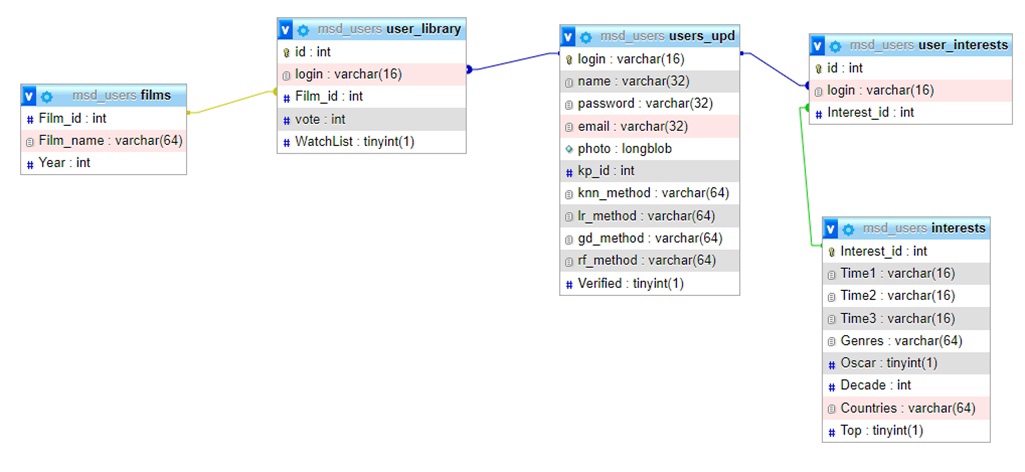 msd_users films
Film_id : int
Film_name : varchar(64)
Year : int
msd_users user_library
id : int
login : varchar(16)
Film_id : int
vote : int
WatchList : tinyint(1)
msd_users users_upd
login : varchar(16)
name : varchar(32)
password : varchar(32)
email : varchar(32)
photo : longblob
kp_id : int
knn_method : varchar(64)
lr_method : varchar(64)
gd_method : varchar(64)
rf_method : varchar(64)
Verified : tinyint(1)
msd_users user_interests
id : int
login : varchar(16)
Interest_id : int
msd_users interests
Interest_id : int
Time1 : varchar(16)
Time2 : varchar(16)
Time3 : varchar(16)
Genres : varchar(64)
Oscar : tinyint(1)
Decade : int
Countries : varchar(64)
Top : tinyint(1)